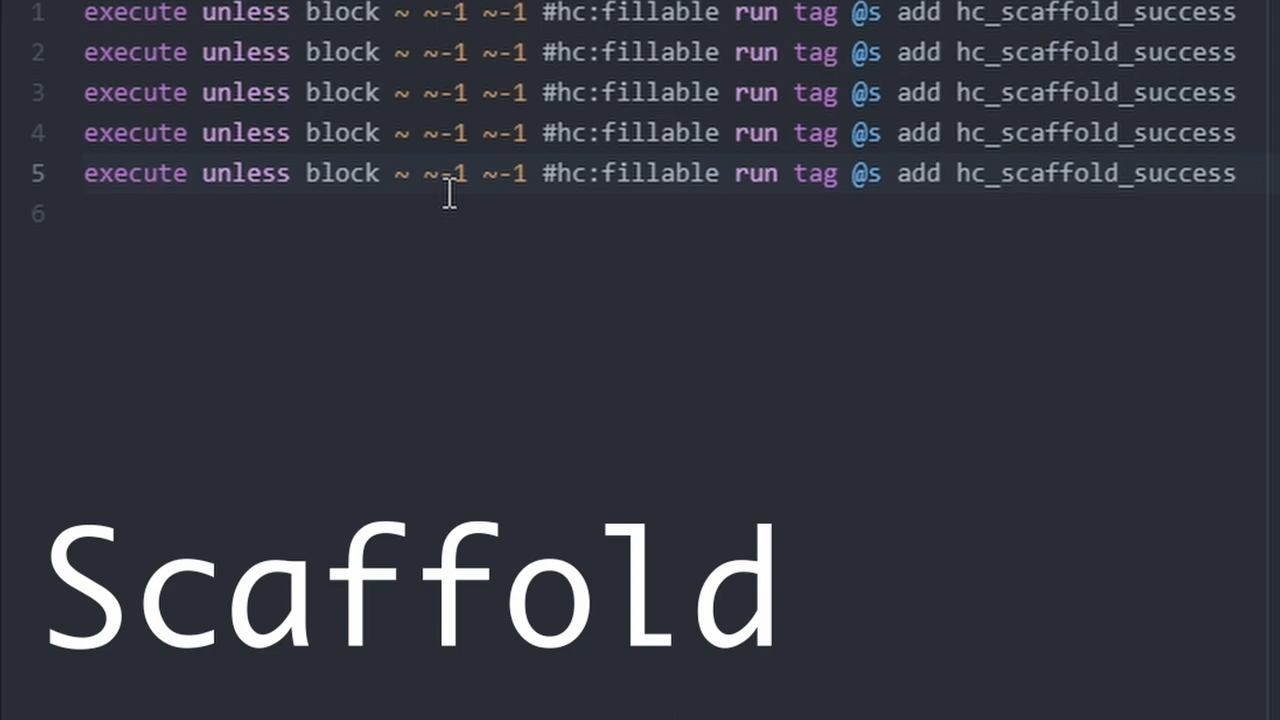 1 execute unless block ~ ~-1 ~-1 #hc:fillable run tag @s add hc_scaffold_success
2 execute unless block ~ ~-1 ~-1 #hc:fillable run tag @s add hc_scaffold_success
3 execute unless block ~ ~-1 ~-1 #hc:fillable run tag @s add hc_scaffold_success
4 execute unless block ~ ~-1 ~-1 #hc:fillable run tag @s add hc_scaffold_success
5 execute unless block ~ ~-1 ~-1 #hc:fillable run tag @s add hc_scaffold_success
6
Scaffold